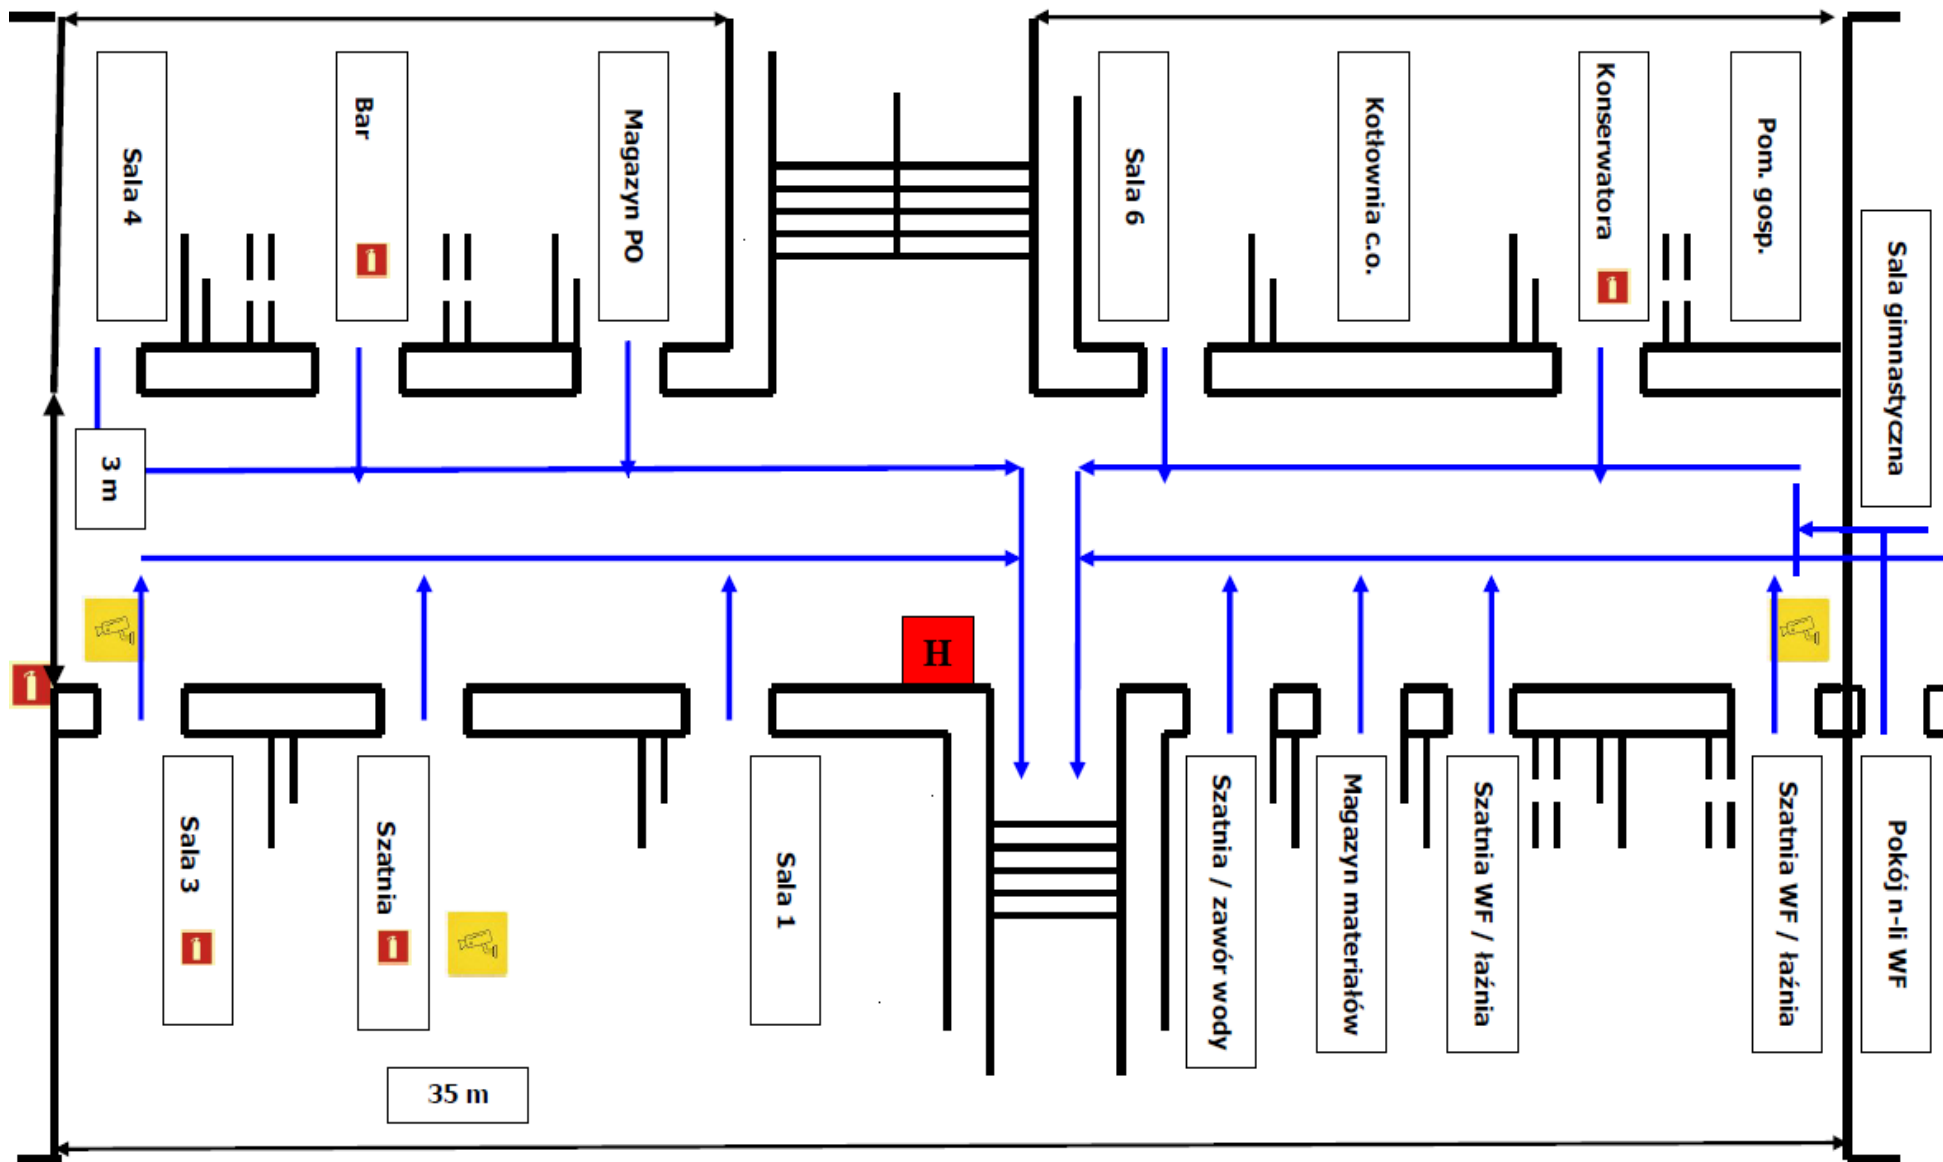 Sala 4
Bar
Magazyn PO
Sala 6
Kotłownia c.o.
Konserwatora
Pom. gosp.
Sala gimnastyczna
3 m
H
Sala 3
Szatnia
Sala 1
Szatnia / zawór wody
Magazyn materiałów
Szatnia WF / łaźnia
Szatnia WF / łaźnia
Pokój n-li WF
35 m